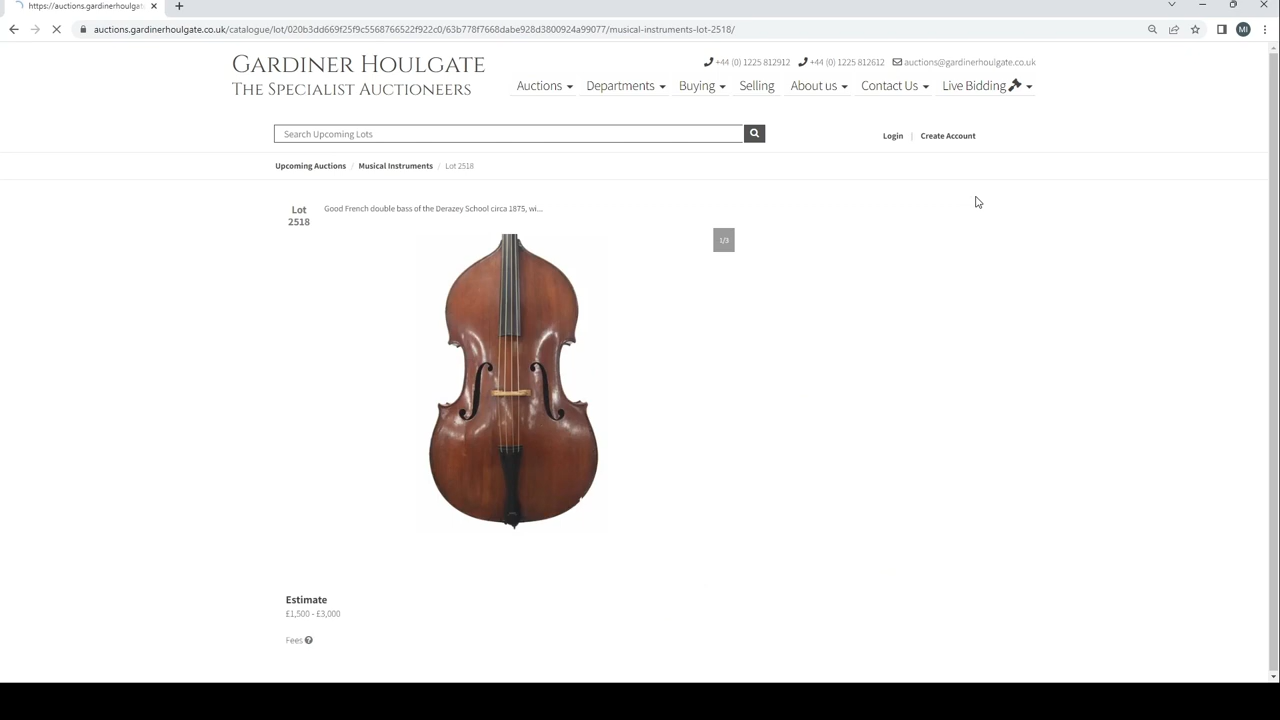 https://auctions.gardinerhoulgat
auctions.gardinerhoulgate.co.uk/catalogue/lot/020b3dd669f25f9c5568766522f922c0/63b778f7668dabe928d3800924a99077/musical-instruments-lot-2518/
MI
GARDINER HOULGATE
THE SPECIALIST AUCTIONEERS
+44 (0) 1225 812912 +44 (0) 1225 812612 auctions@gardinerhoulgate.co.uk
Auctions Departments Buying Selling About us Contact Us Live Bidding
Search Upcoming Lots
Login | Create Account
Upcoming Auctions / Musical Instruments / Lot 2518
Lot
2518
Good French double bass of the Derazey School circa 1875, wi...
1/3
Estimate
£1,500 - £3,000
Fees